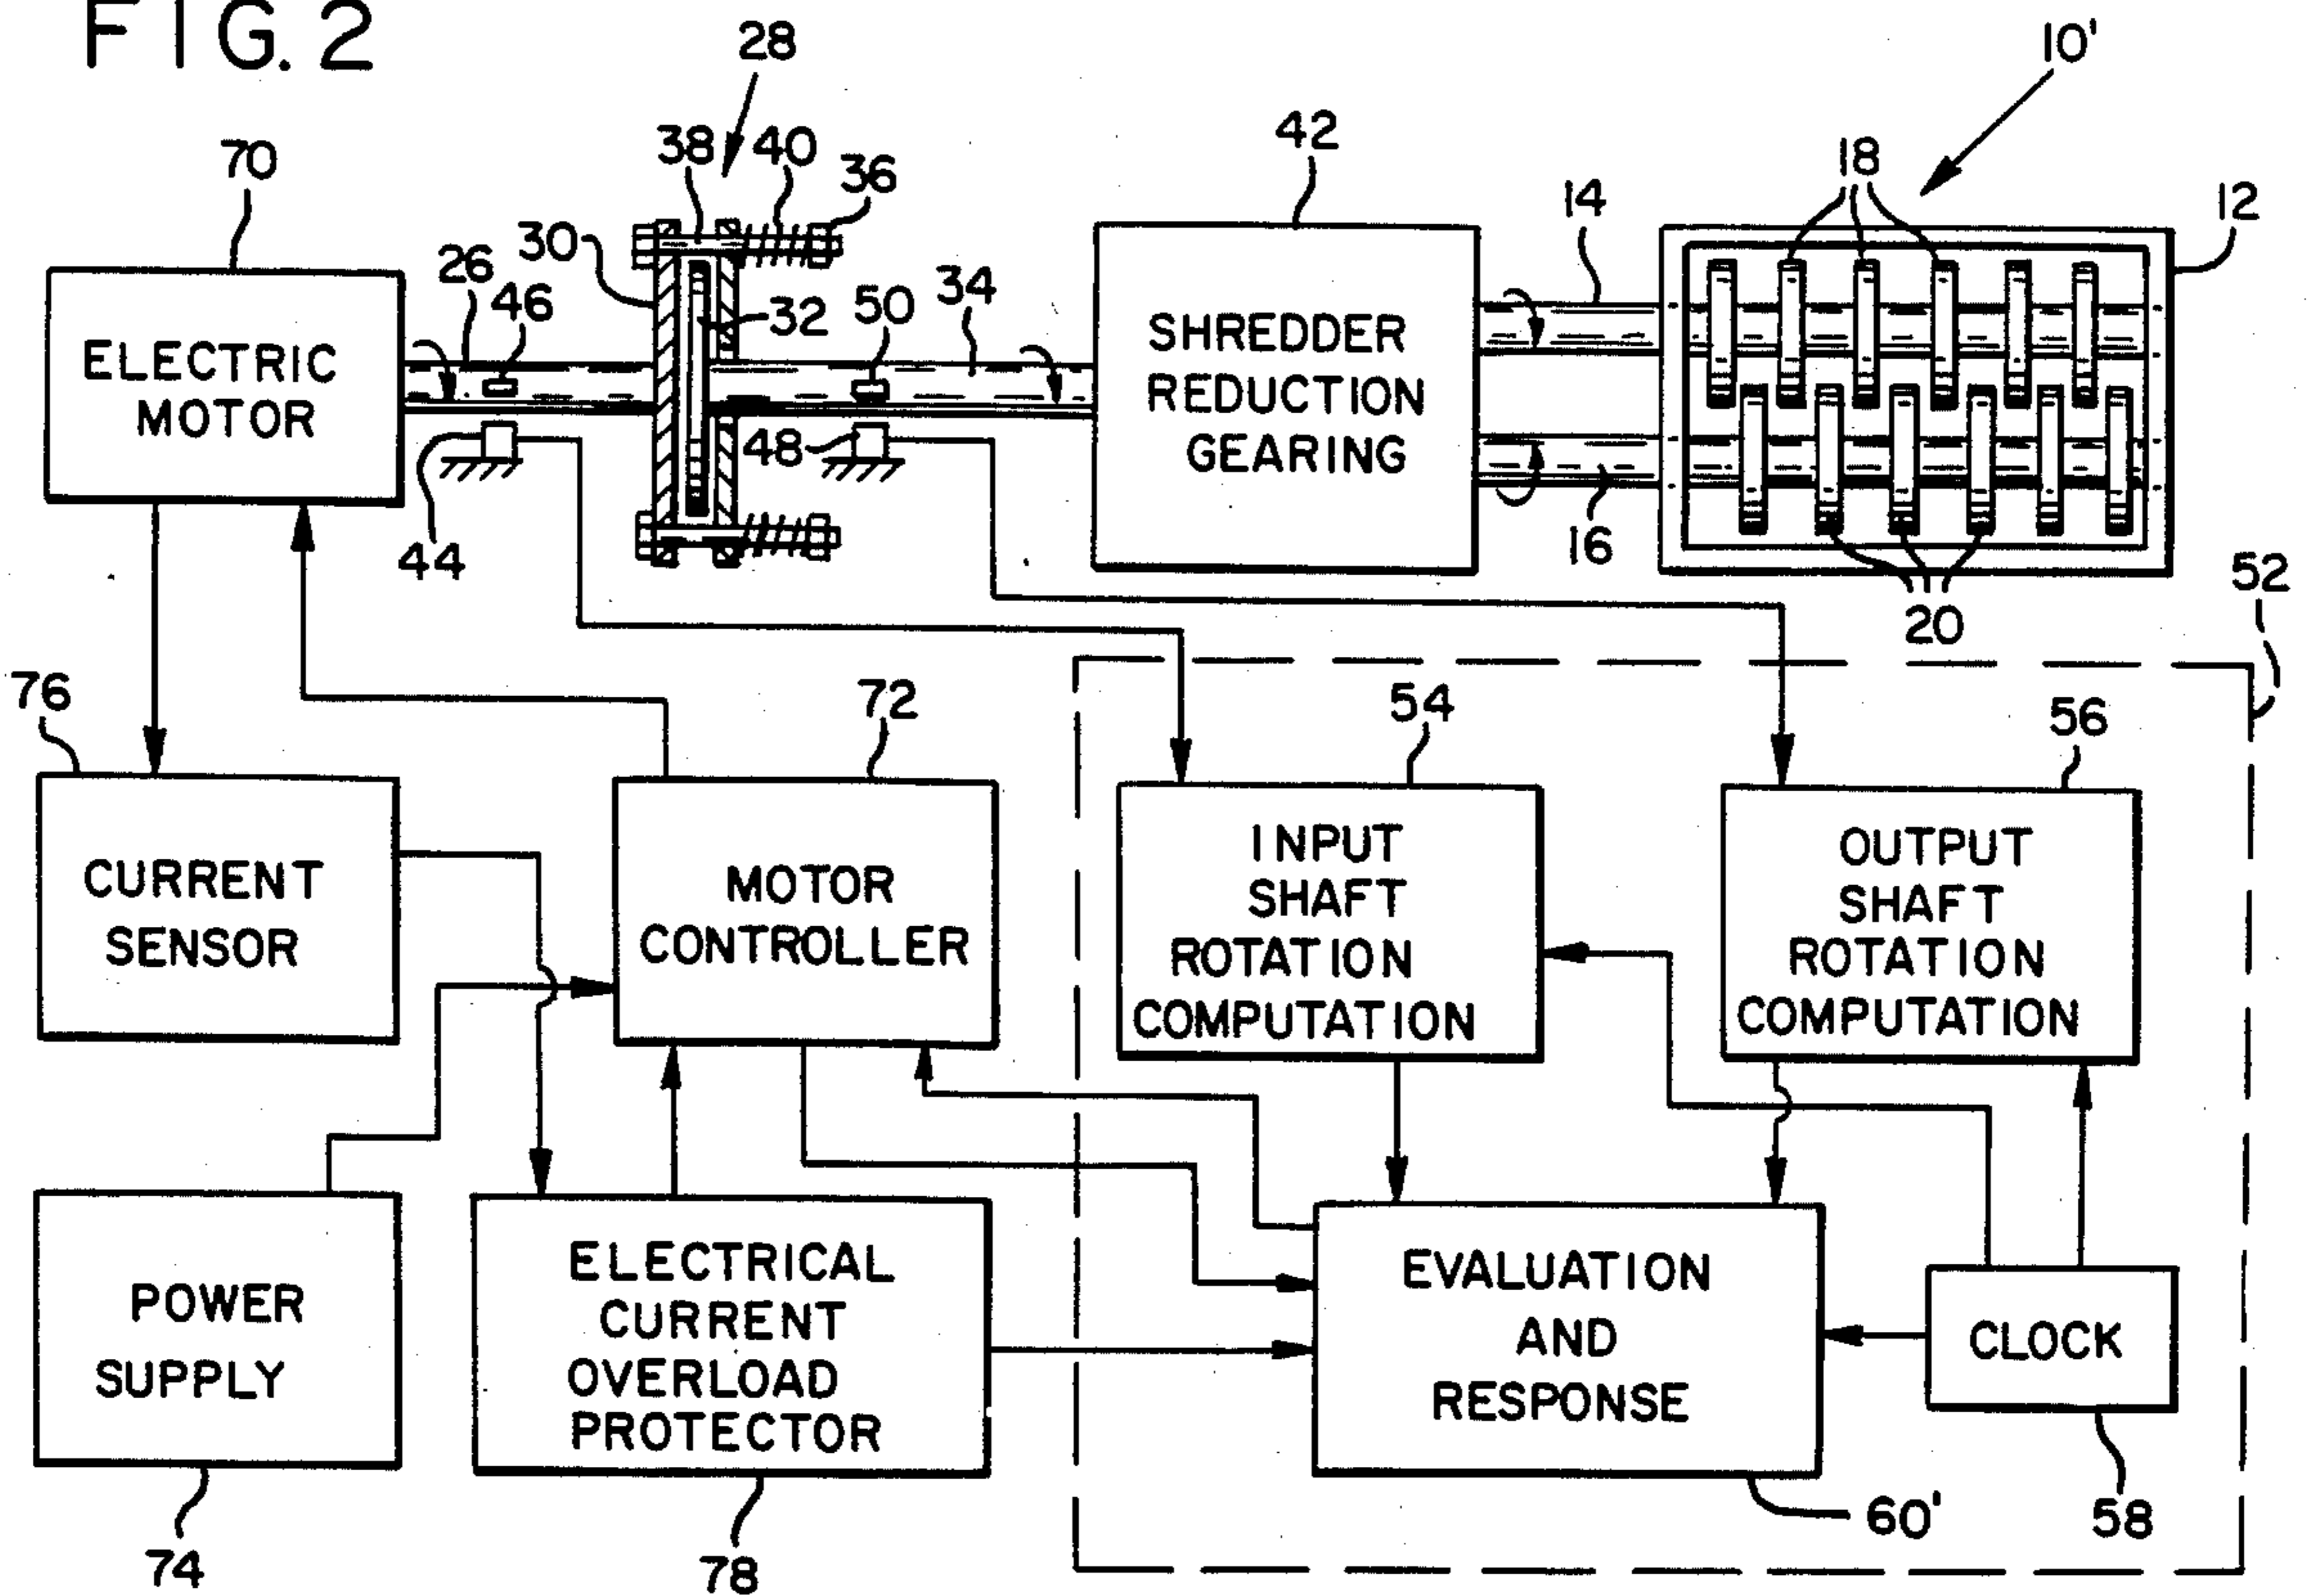 FIG. 2
28
10'
70
38
40
36
42
18
14
12
26
46
30
32
50
34
ELECTRIC
MOTOR
SHREDDER
REDUCTION
GEARING
44
48
16
20
52
76
72
54
56
CURRENT
SENSOR
MOTOR
CONTROLLER
INPUT
SHAFT
ROTATION
COMPUTATION
OUTPUT
SHAFT
ROTATION
COMPUTATION
POWER
SUPPLY
ELECTRICAL
CURRENT
OVERLOAD
PROTECTOR
EVALUATION
AND
RESPONSE
CLOCK
74
78
60'
58